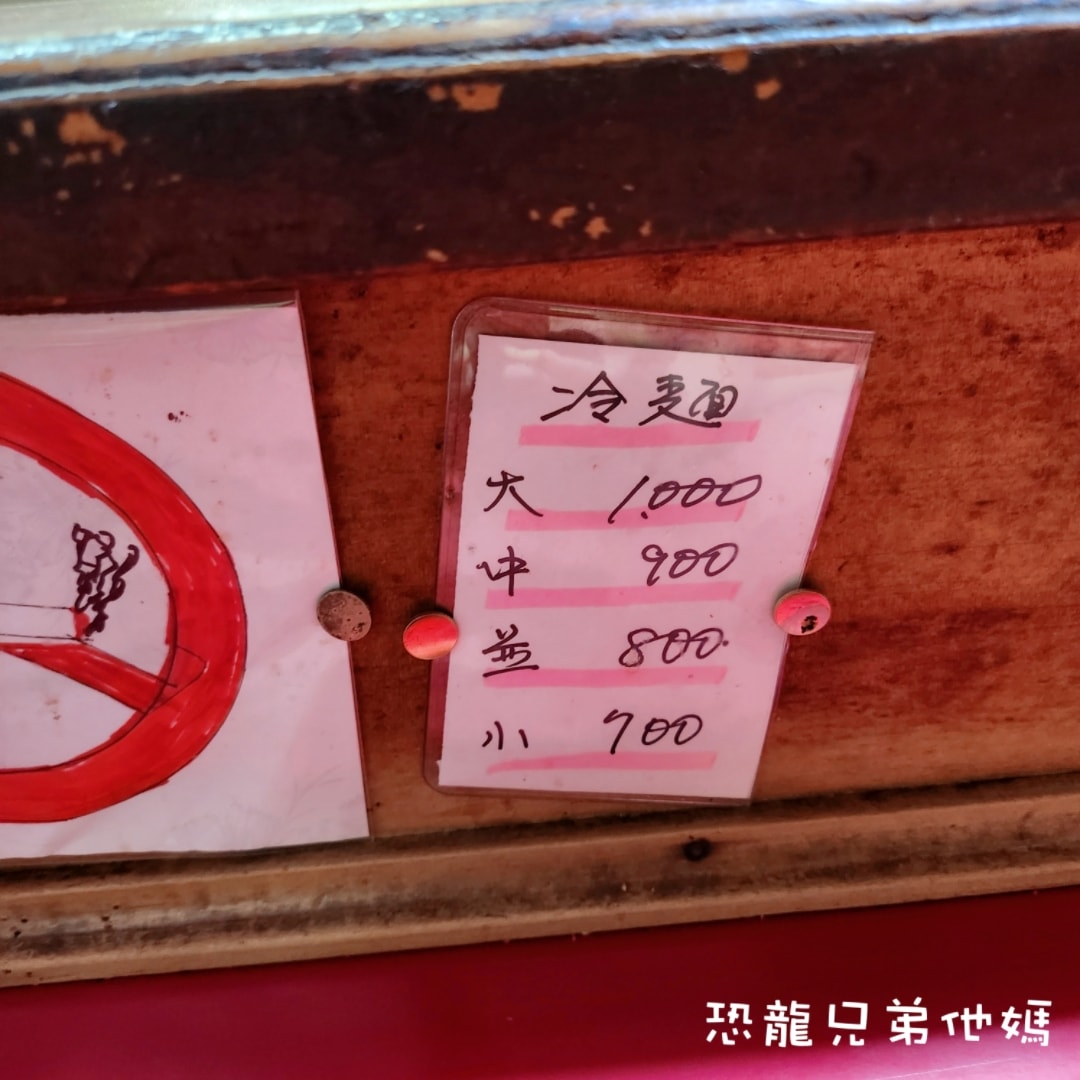 冷麺
大 1,000
中 900
並 800
小 700
恐龍兄弟他媽